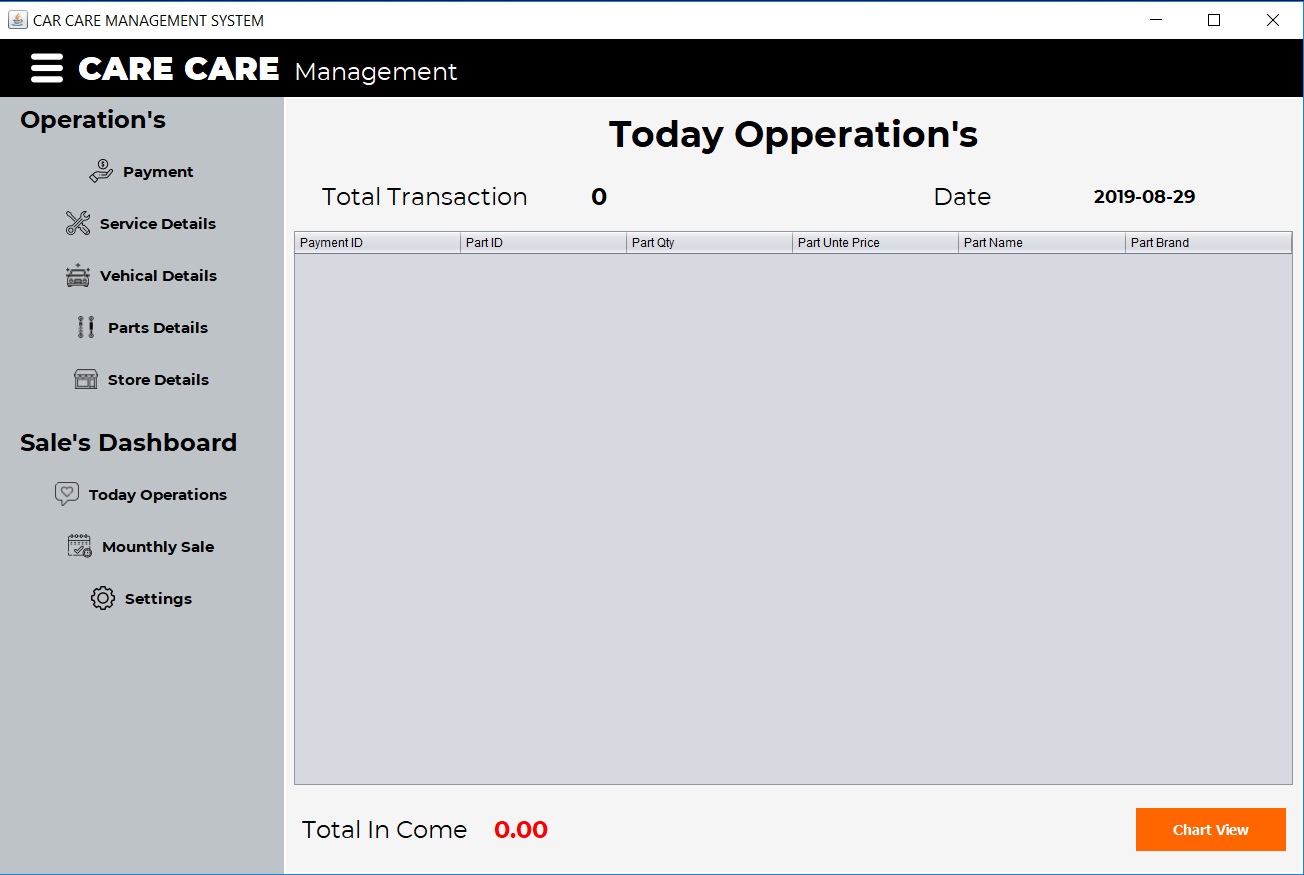 CAR CARE MANAGEMENT SYSTEM
CARE CARE Management
Operation's
Payment
Service Details
Vehical Details
Parts Details
Store Details
Sale's Dashboard
Today Operations
Mounthly Sale
Settings
Today Opperation's
Total Transaction 0 Date 2019-08-29
Payment ID Part ID Part Qty Part Unte Price Part Name Part Brand
Total In Come 0.00
Chart View